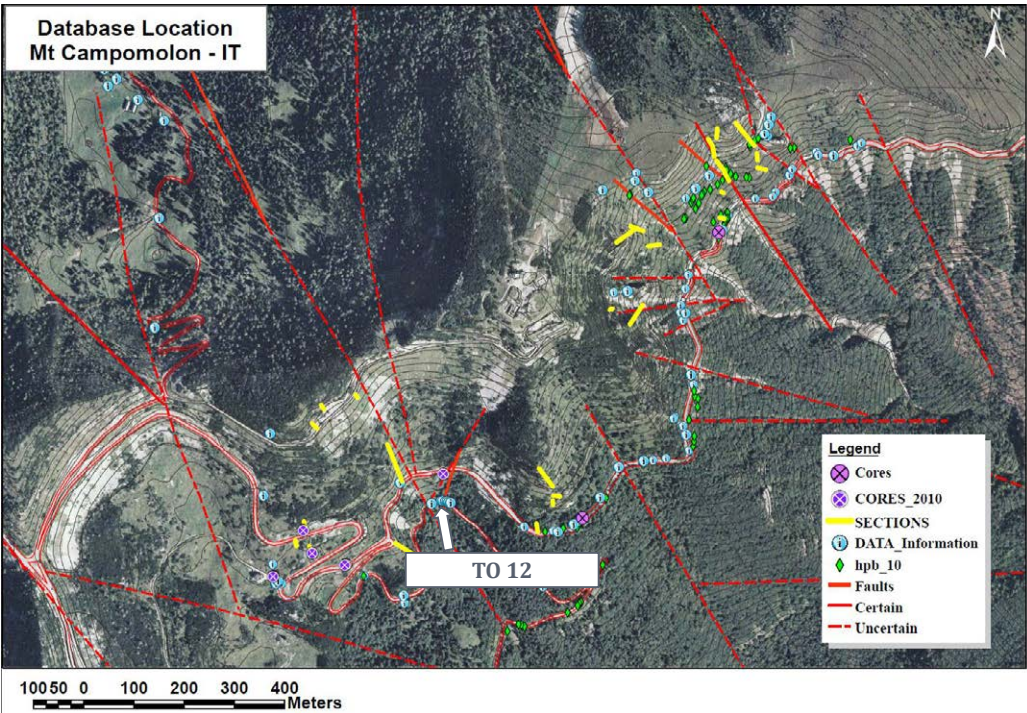 Database Location
Mt Campomolon - IT
N
TO 12
Legend
Cores
CORES_2010
SECTIONS
DATA_Information
hpb_10
Faults
Certain
Uncertain
100 50 0 100 200 300 400
Meters